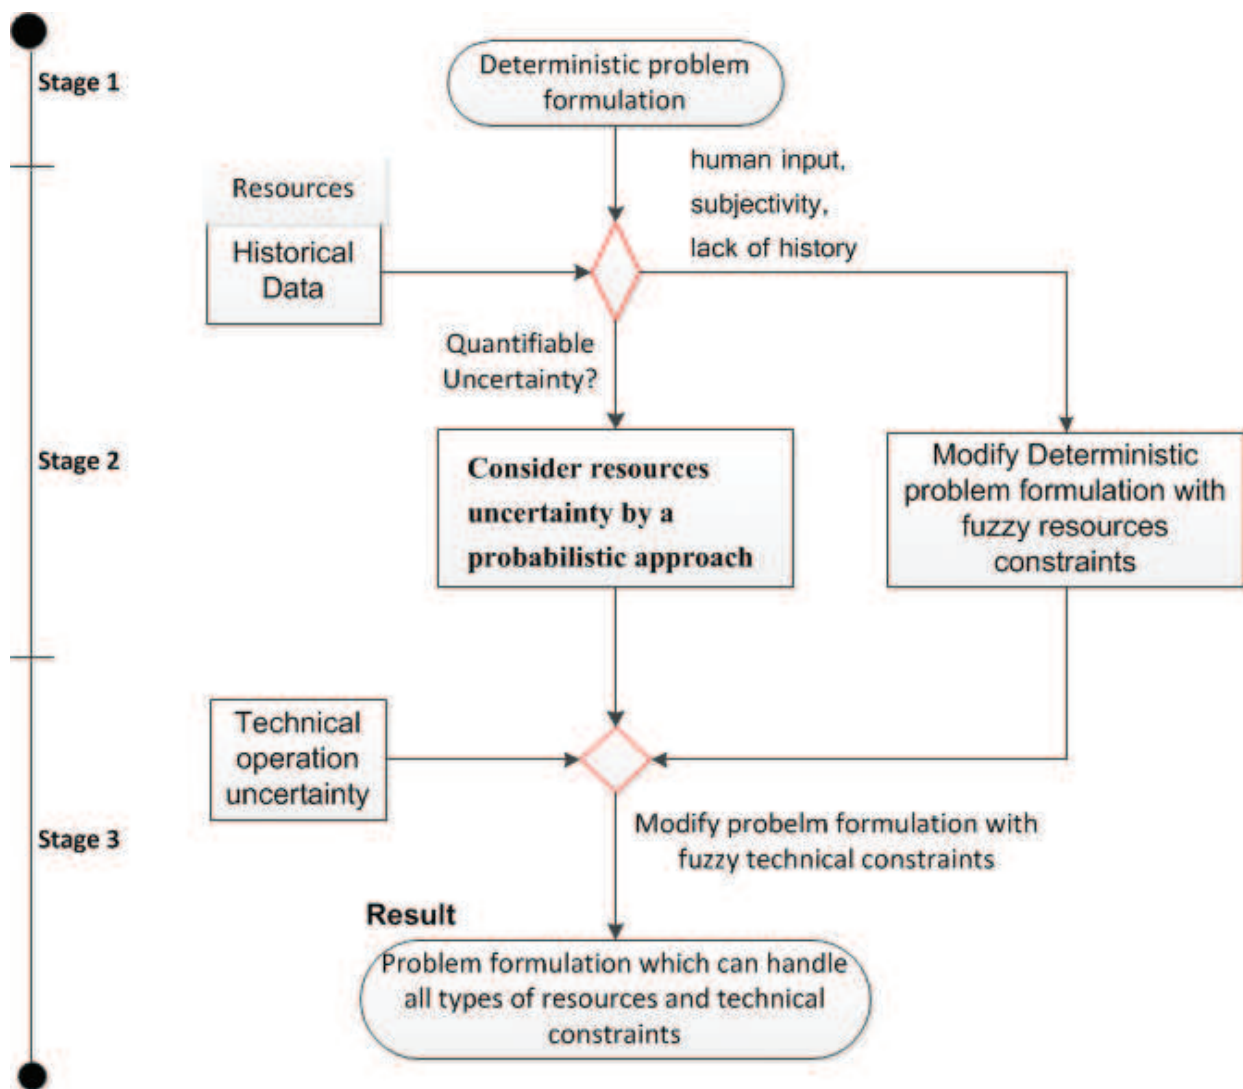 Stage 1
Deterministic problem
formulation
human input,
subjectivity,
lack of history
Resources
Historical
Data
Quantifiable
Uncertainty?
Stage 2
Consider resources
uncertainty by a
probabilistic approach
Modify Deterministic
problem formulation with
fuzzy resources
constraints
Technical
operation
uncertainty
Stage 3
Modify probelm formulation with
fuzzy technical constraints
Result
Problem formulation which can handle
all types of resources and technical
constraints